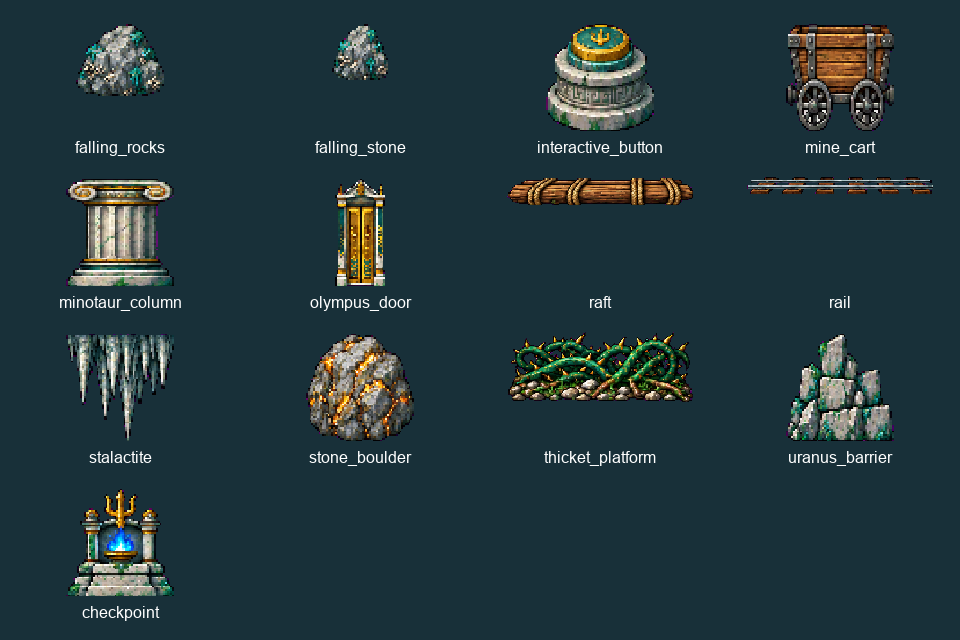 falling_rocks
falling_stone
interactive_button
mine_cart
minotaur_column
olympus_door
raft
rail
stalactite
stone_boulder
thicket_platform
uranus_barrier
checkpoint